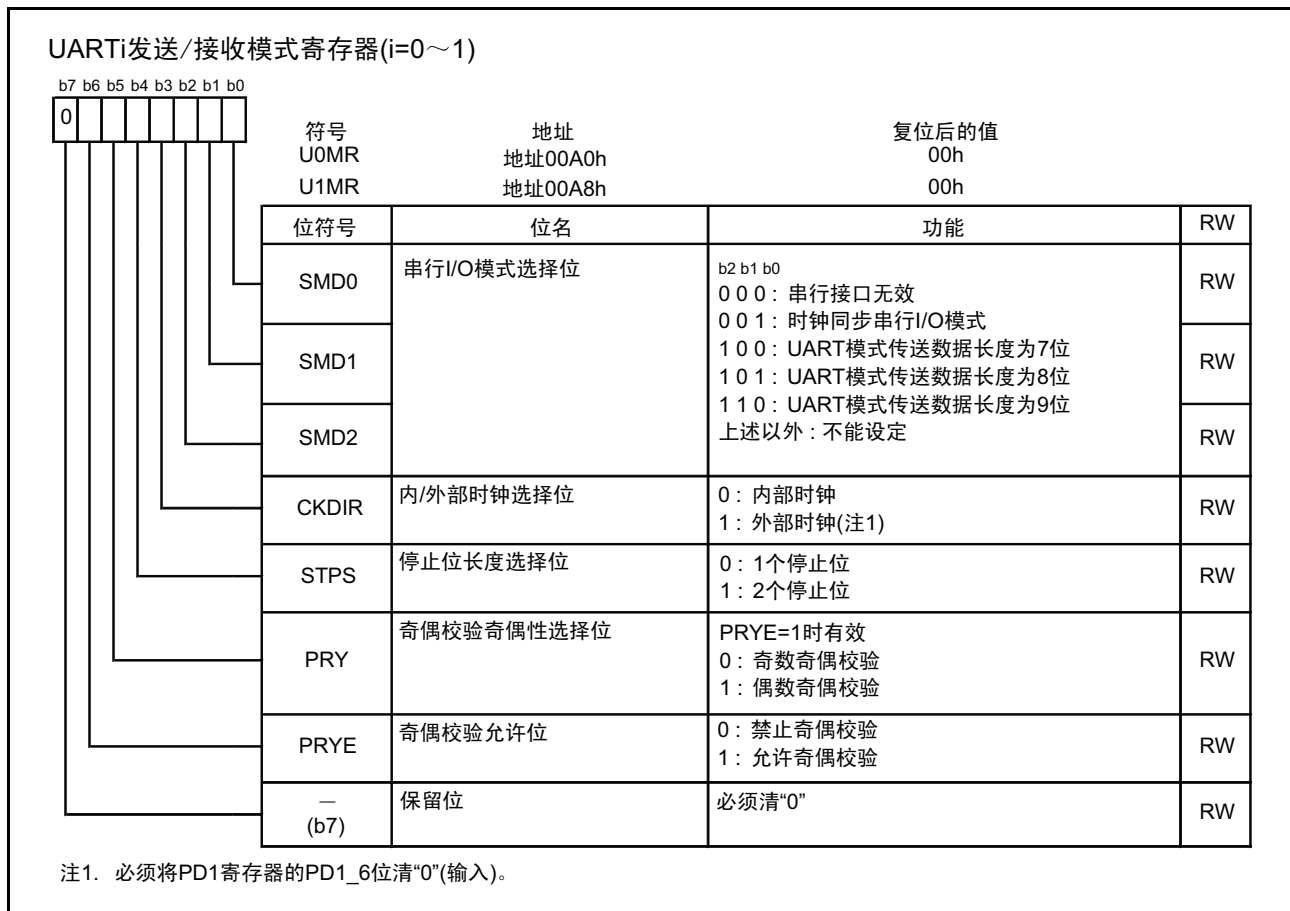 UARTi发送/接收模式寄存器(i=0～1)
b7 b6 b5 b4 b3 b2 b1 b0
0
符号 地址 复位后的值
U0MR 地址00A0h 00h
U1MR 地址00A8h 00h
位符号 位名 功能 RW
SMD0 串行I/O模式选择位 b2 b1 b0 RW
0 0 0 : 串行接口无效
0 0 1 : 时钟同步串行I/O模式
SMD1 1 0 0 : UART模式传送数据长度为7位 RW
1 0 1 : UART模式传送数据长度为8位
1 1 0 : UART模式传送数据长度为9位
SMD2 上述以外 : 不能设定 RW
CKDIR 内/外部时钟选择位 0 : 内部时钟 RW
1 : 外部时钟(注1)
STPS 停止位长度选择位 0 : 1个停止位 RW
1 : 2个停止位
PRY 奇偶校验奇偶性选择位 PRYE=1时有效 RW
0 : 奇数奇偶校验
1 : 偶数奇偶校验
PRYE 奇偶校验允许位 0 : 禁止奇偶校验 RW
1 : 允许奇偶校验
— 保留位 必须清“0” RW
(b7)
注1. 必须将PD1寄存器的PD1_6位清“0”(输入)。